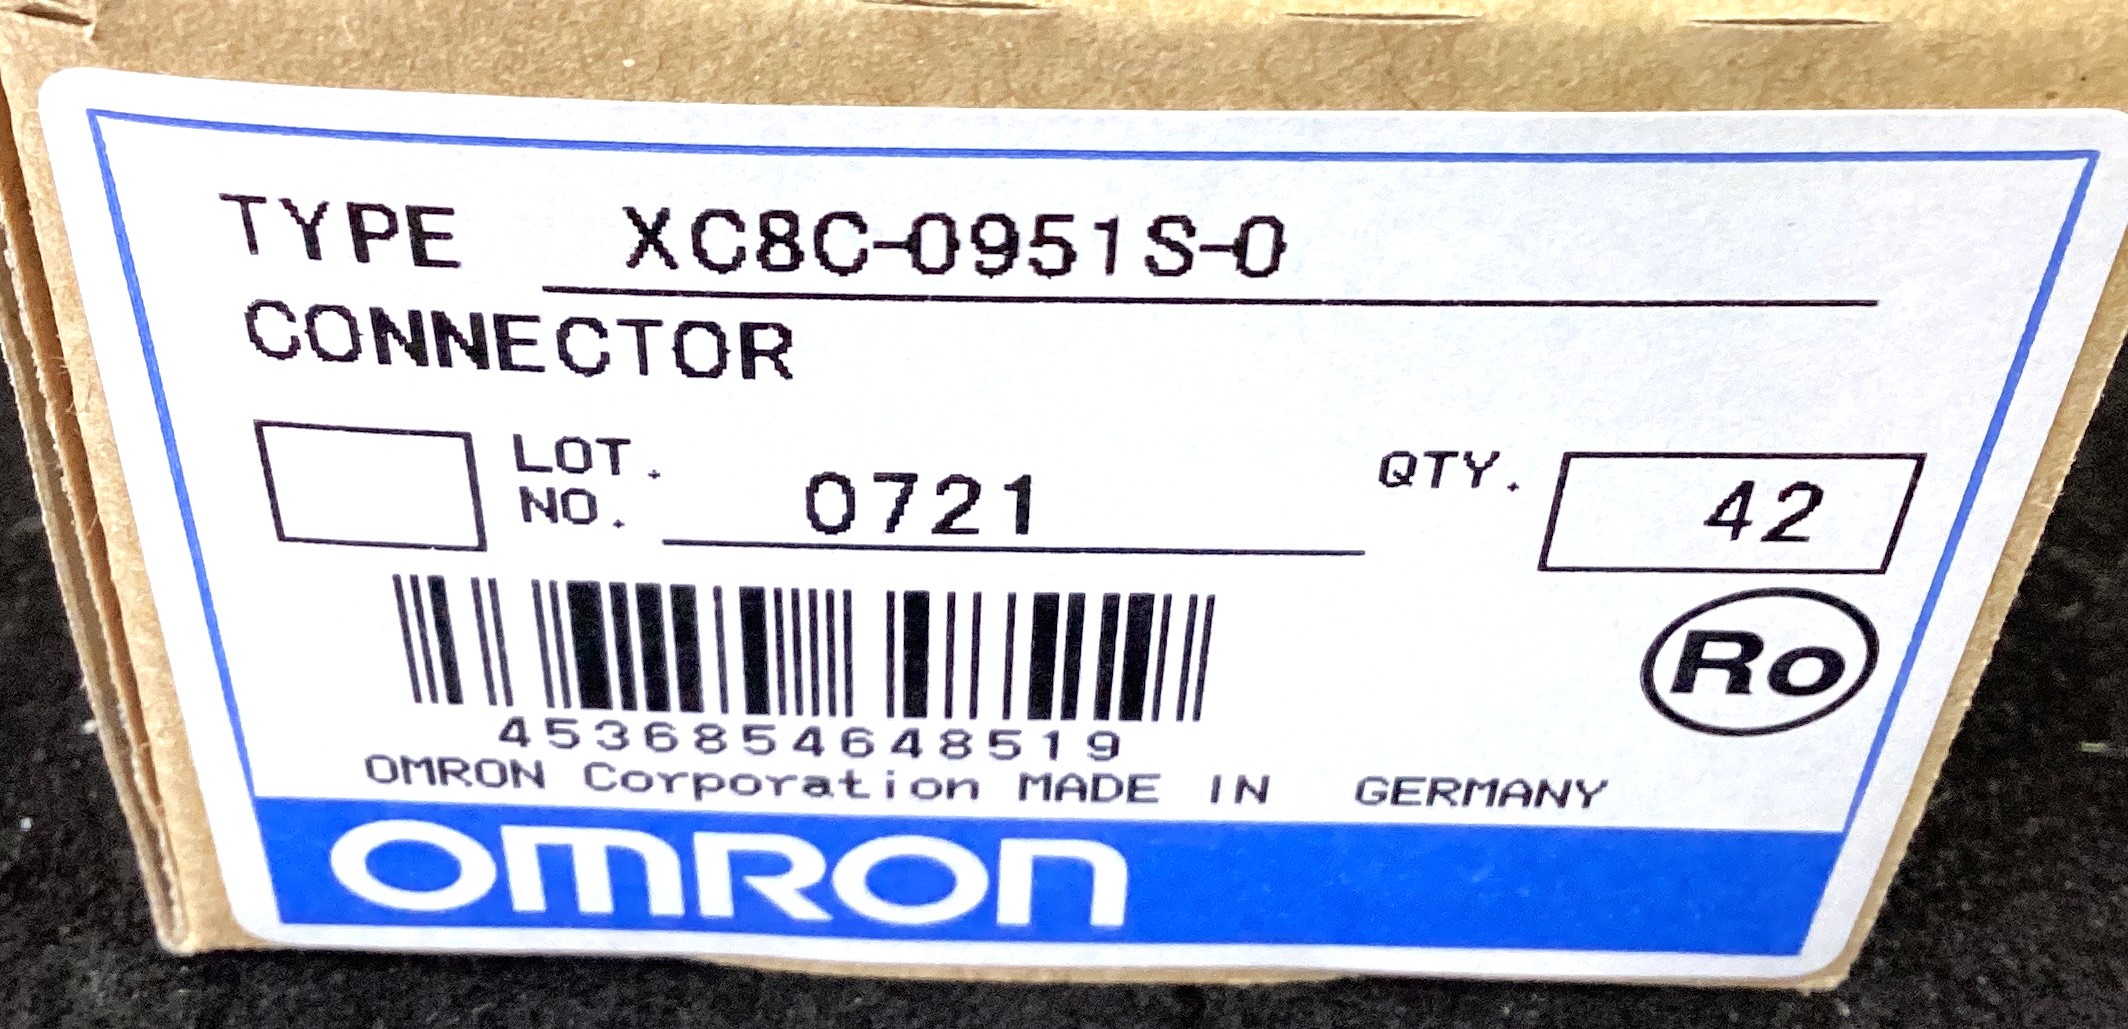 TYPE XC8C-0951S-0
CONNECTOR
LOT. NO. 0721 QTY. 42
Ro
4536854648519
OMRON Corporation MADE IN GERMANY
OMRON